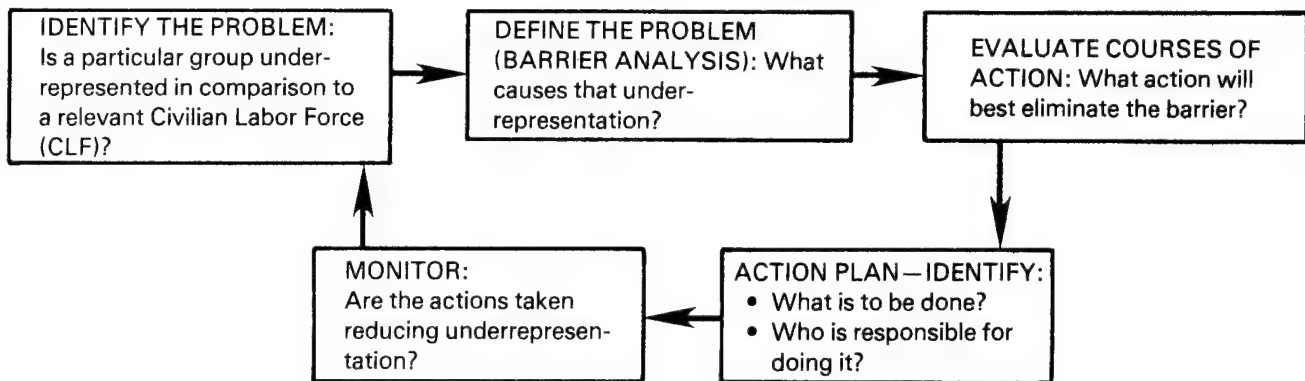 IDENTIFY THE PROBLEM:
Is a particular group under-
represented in comparison to
a relevant Civilian Labor Force
(CLF)?
DEFINE THE PROBLEM
(BARRIER ANALYSIS): What
causes that under-
representation?
EVALUATE COURSES OF
ACTION: What action will
best eliminate the barrier?
ACTION PLAN—IDENTIFY:
• What is to be done?
• Who is responsible for
doing it?
MONITOR:
Are the actions taken
reducing underrepresen-
tation?